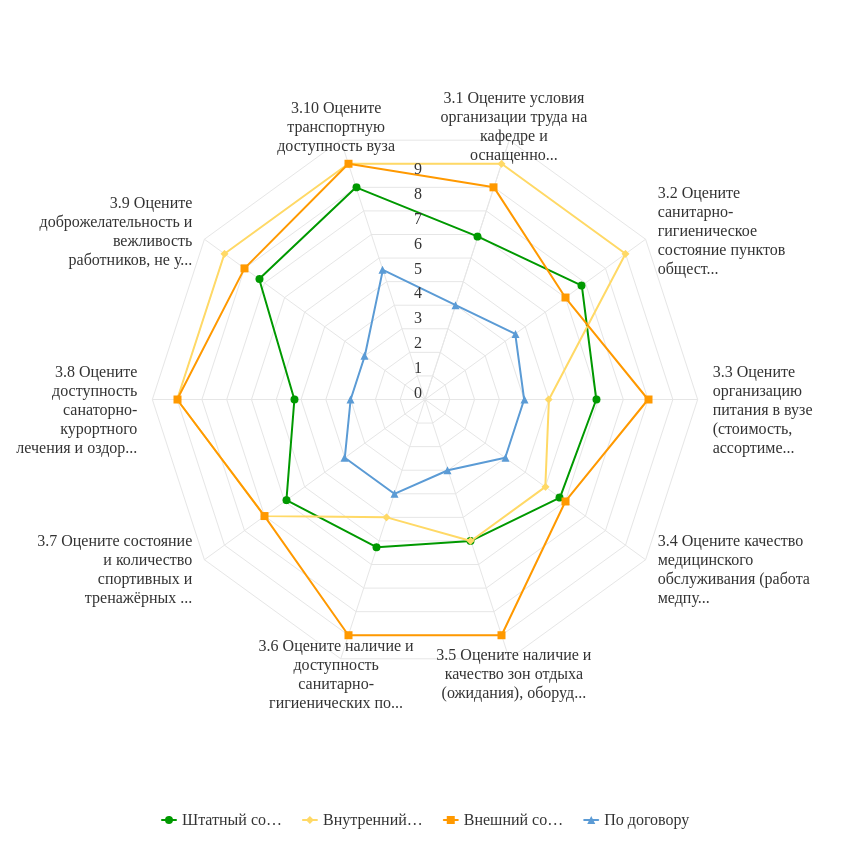 3.10 Оцените
транспортную
доступность вуза
3.1 Оцените условия
организации труда на
кафедре и
оснащенно...
3.2 Оцените
санитарно-
гигиеническое
состояние пунктов
общест...
3.3 Оцените
организацию
питания в вузе
(стоимость,
ассортиме...
3.4 Оцените качество
медицинского
обслуживания (работа
медпу...
3.5 Оцените наличие и
качество зон отдыха
(ожидания), оборуд...
3.6 Оцените наличие и
доступность
санитарно-
гигиенических по...
3.7 Оцените состояние
и количество
спортивных и
тренажёрных ...
3.8 Оцените
доступность
санаторно-
курортного
лечения и оздор...
3.9 Оцените
доброжелательность и
вежливость
работников, не у...
9
8
7
6
5
4
3
2
1
0
Штатный со…
Внутренний…
Внешний со…
По договору